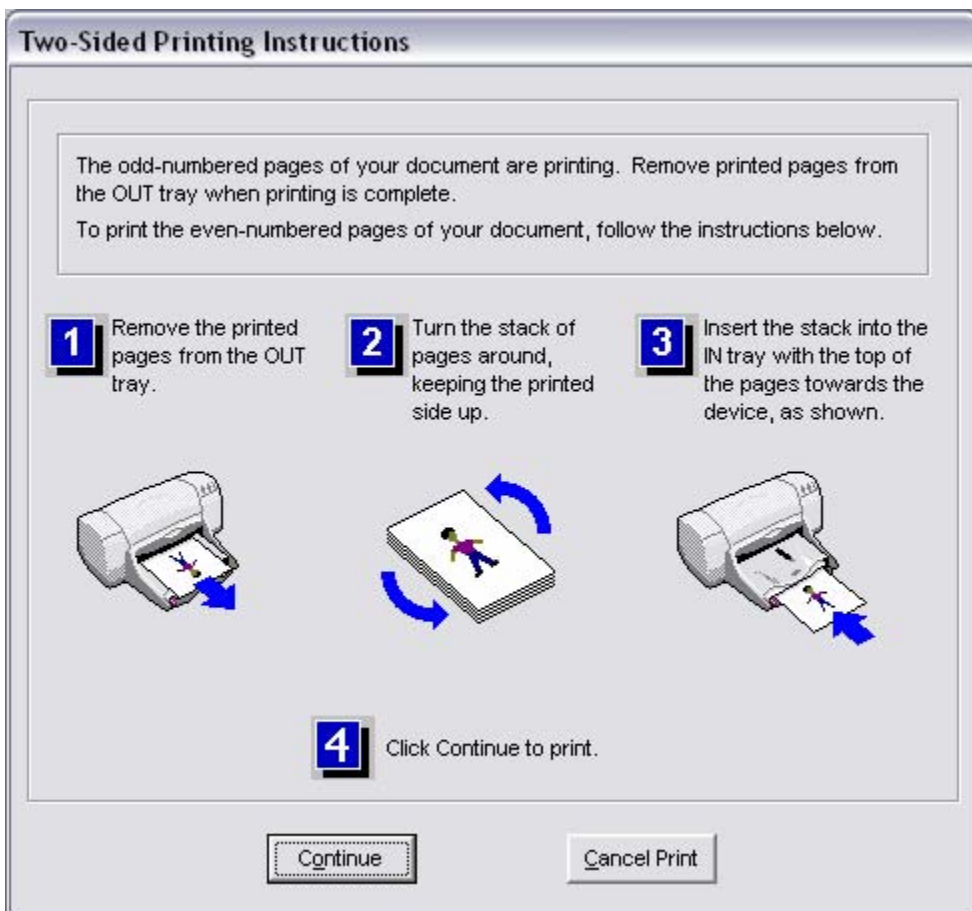 Two-Sided Printing Instructions
The odd-numbered pages of your document are printing. Remove printed pages from
the OUT tray when printing is complete.
To print the even-numbered pages of your document, follow the instructions below.
1
Remove the printed
pages from the OUT
tray.
2
Turn the stack of
pages around,
keeping the printed
side up.
3
Insert the stack into the
IN tray with the top of
the pages towards the
device, as shown.
4
Click Continue to print.
Continue
Cancel Print